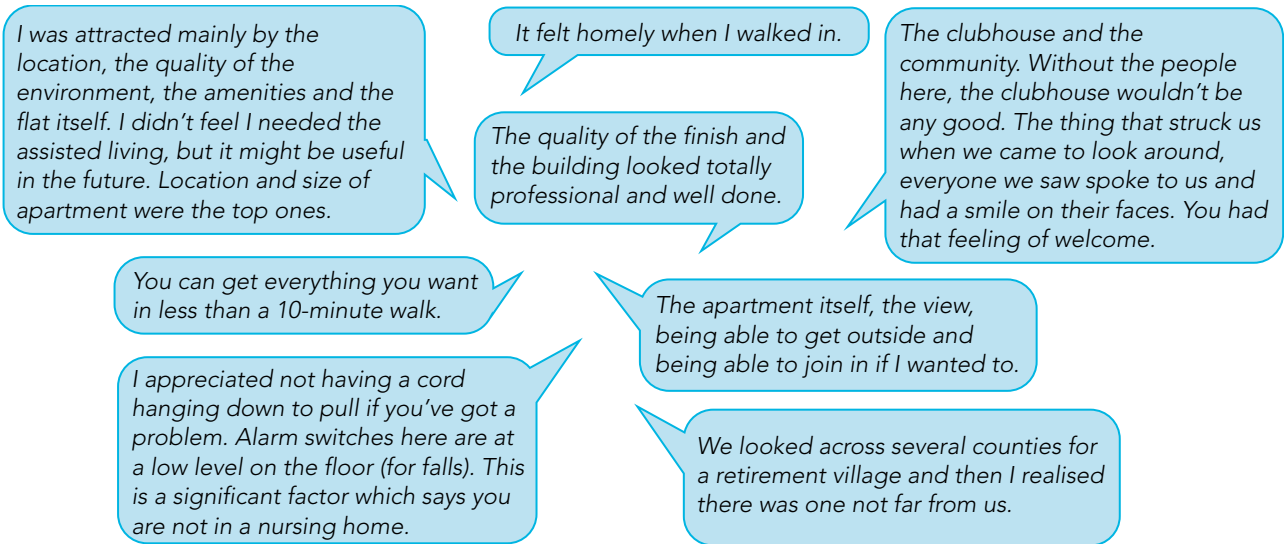 I was attracted mainly by the
location, the quality of the
environment, the amenities and the
flat itself. I didn’t feel I needed the
assisted living, but it might be useful
in the future. Location and size of
apartment were the top ones.
It felt homely when I walked in.
The quality of the finish and
the building looked totally
professional and well done.
The clubhouse and the
community. Without the people
here, the clubhouse wouldn’t be
any good. The thing that struck us
when we came to look around,
everyone we saw spoke to us and
had a smile on their faces. You had
that feeling of welcome.
You can get everything you want
in less than a 10-minute walk.
The apartment itself, the view,
being able to get outside and
being able to join in if I wanted to.
I appreciated not having a cord
hanging down to pull if you’ve got a
problem. Alarm switches here are at
a low level on the floor (for falls). This
is a significant factor which says you
are not in a nursing home.
We looked across several counties for
a retirement village and then I realised
there was one not far from us.